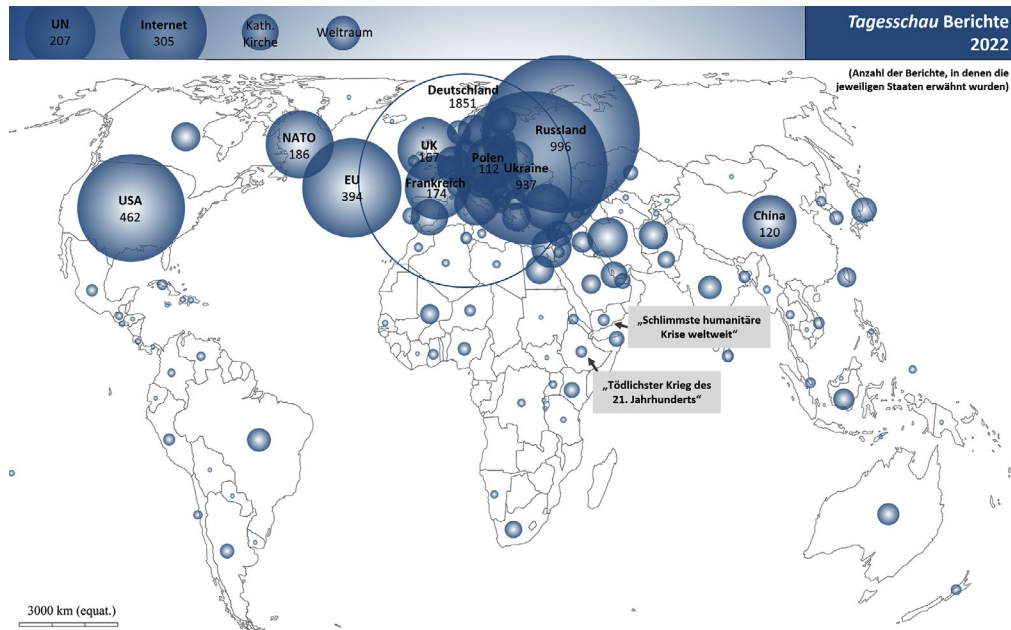 UN
207
Internet
305
Kath.
Kirche
Weltraum
Tagesschau Berichte
2022
(Anzahl der Berichte, in denen die
jeweiligen Staaten erwähnt wurden)
Deutschland
1851
Russland
996
NATO
186
UK
167
Polen
112
Ukraine
937
EU
394
Frankreich
174
USA
462
China
120
„Schlimmste humanitäre
Krise weltweit“
„Tödlichster Krieg des
21. Jahrhunderts“
3000 km (equat.)